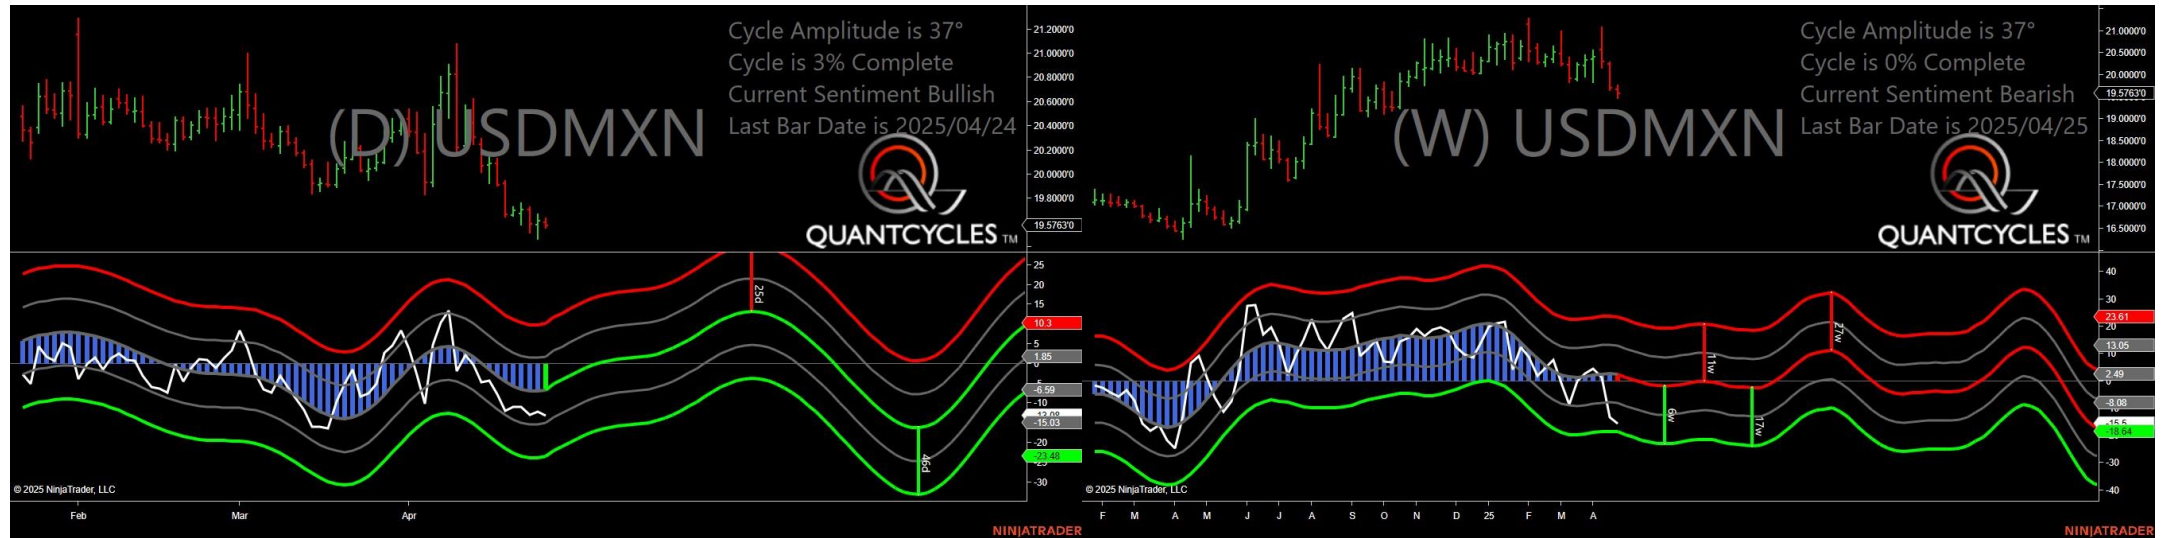 Cycle Amplitude is 37°
Cycle is 3% Complete
Current Sentiment Bullish
Last Bar Date is 2025/04/24
(D) USDMXN
QUANTCYCLES TM
21.2000'0
21.0000'0
20.8000'0
20.6000'0
20.4000'0
20.2000'0
20.0000'0
19.8000'0
19.5763'0
25
20
15
10.3
5
1.85
0
-6.59
-10
-15.03
-20
-23.48
-30
25d
46d
© 2025 NinjaTrader, LLC
Feb Mar Apr
NINJATRADER
Cycle Amplitude is 37°
Cycle is 0% Complete
Current Sentiment Bearish
Last Bar Date is 2025/04/25
(W) USDMXN
QUANTCYCLES TM
21.0000'0
20.5000'0
20.0000'0
19.5763'0
19.0000'0
18.5000'0
18.0000'0
17.5000'0
17.0000'0
16.5000'0
40
30
23.61
20
13.05
2.49
-8.08
-15.5
-18.64
-30
-40
11w
27w
6w
17w
© 2025 NinjaTrader, LLC
F M A M J J A S O N D 25 F M A
NINJATRADER